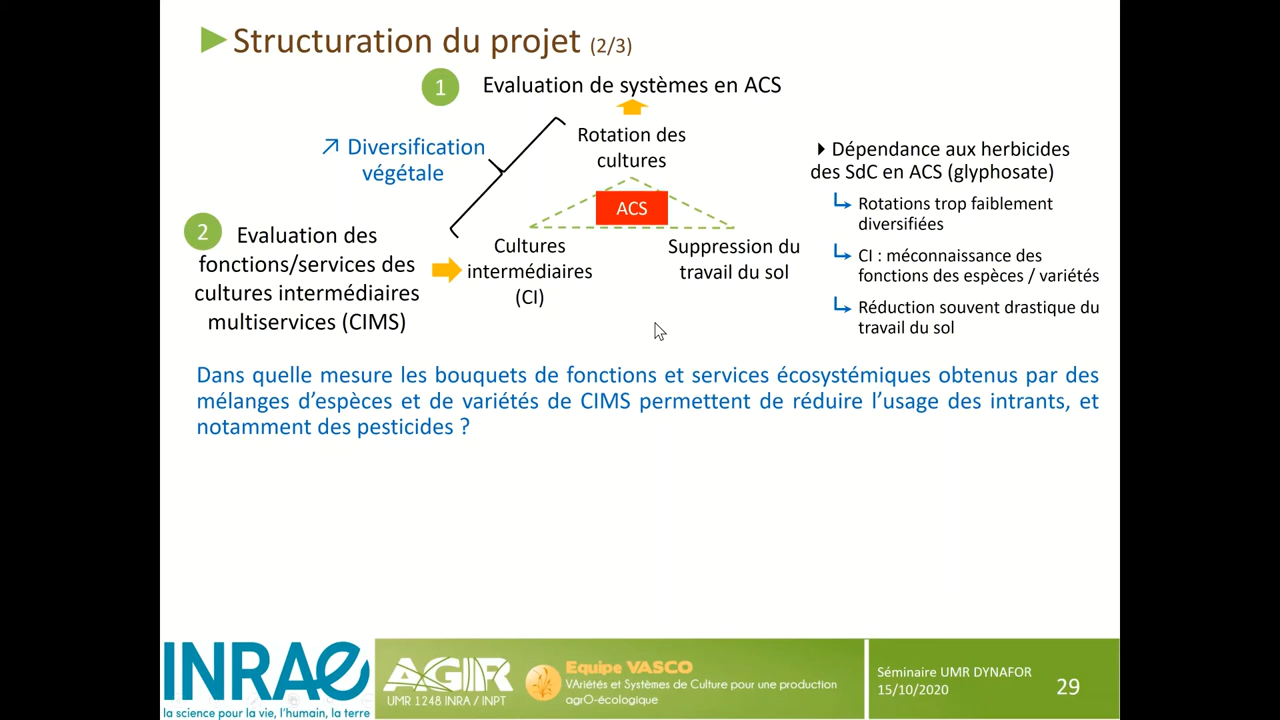 Structuration du projet (2/3)
1
Evaluation de systèmes en ACS
↗ Diversification
végétale
Rotation des
cultures
ACS
2
Evaluation des
fonctions/services des
cultures intermédiaires
multiservices (CIMS)
Cultures
intermédiaires
(CI)
Suppression du
travail du sol
Dépendance aux herbicides
des SdC en ACS (glyphosate)
Rotations trop faiblement
diversifiées
CI : méconnaissance des
fonctions des espèces / variétés
Réduction souvent drastique du
travail du sol
Dans quelle mesure les bouquets de fonctions et services écosystémiques obtenus par des
mélanges d’espèces et de variétés de CIMS permettent de réduire l’usage des intrants, et
notamment des pesticides ?
INRAE
la science pour la vie, l'humain, la terre
AGIR
UMR 1248 INRA / INPT
Equipe VASCO
VAriétés et Systèmes de Culture pour une production
agrO-écologique
Séminaire UMR DYNAFOR
15/10/2020
29